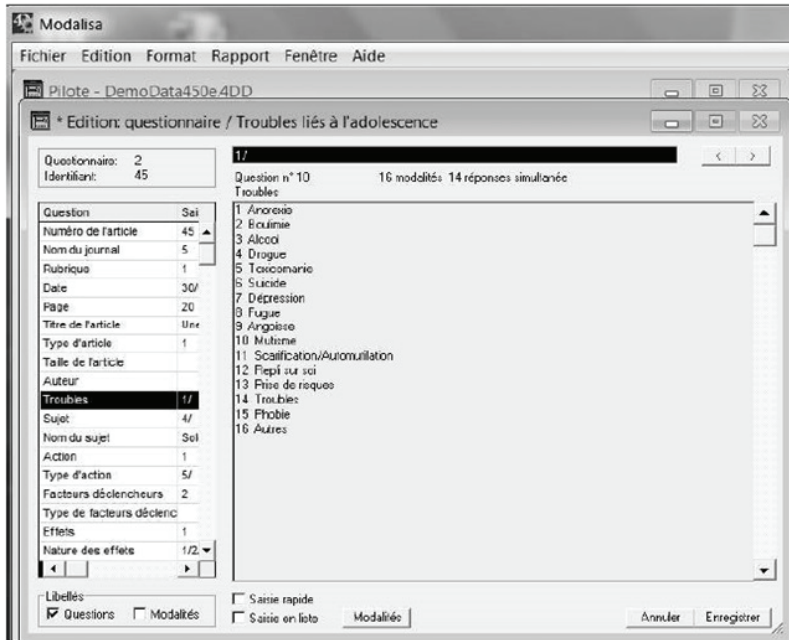 Modalisa
Fichier Edition Format Rapport Fenêtre Aide
Pilote - DemoData450e.4DD
* Edition: questionnaire / Troubles liés à l'adolescence
Questionnaire: 2
Identifiant: 45
1/
< >
Question n° 10 16 modalités 14 réponses simultanée
Troubles
Question Sai
Numéro de l'article 45
Nom du journal 5
Rubrique 1
Date 30/
Page 20
Titre de l'article Une
Type d'article 1
Taille de l'article
Auteur
Troubles 1/
Sujet 4/
Nom du sujet Sol
Action 1
Type d'action 5/
Facteurs déclencheurs 2
Type de facteurs déclenc
Effets 1
Nature des effets 1/2
1 Anorexie
2 Boulimie
3 Alcool
4 Drogue
5 Toxicomanie
6 Suicide
7 Dépression
8 Fugue
9 Angoisse
10 Mutisme
11 Scarification/Automutilation
12 Repli sur soi
13 Prise de risques
14 Troubles
15 Phobie
16 Autres
Libellés
Questions Modalités
Saisie rapide
Saisie en liste Modalités Annuler Enregistrer